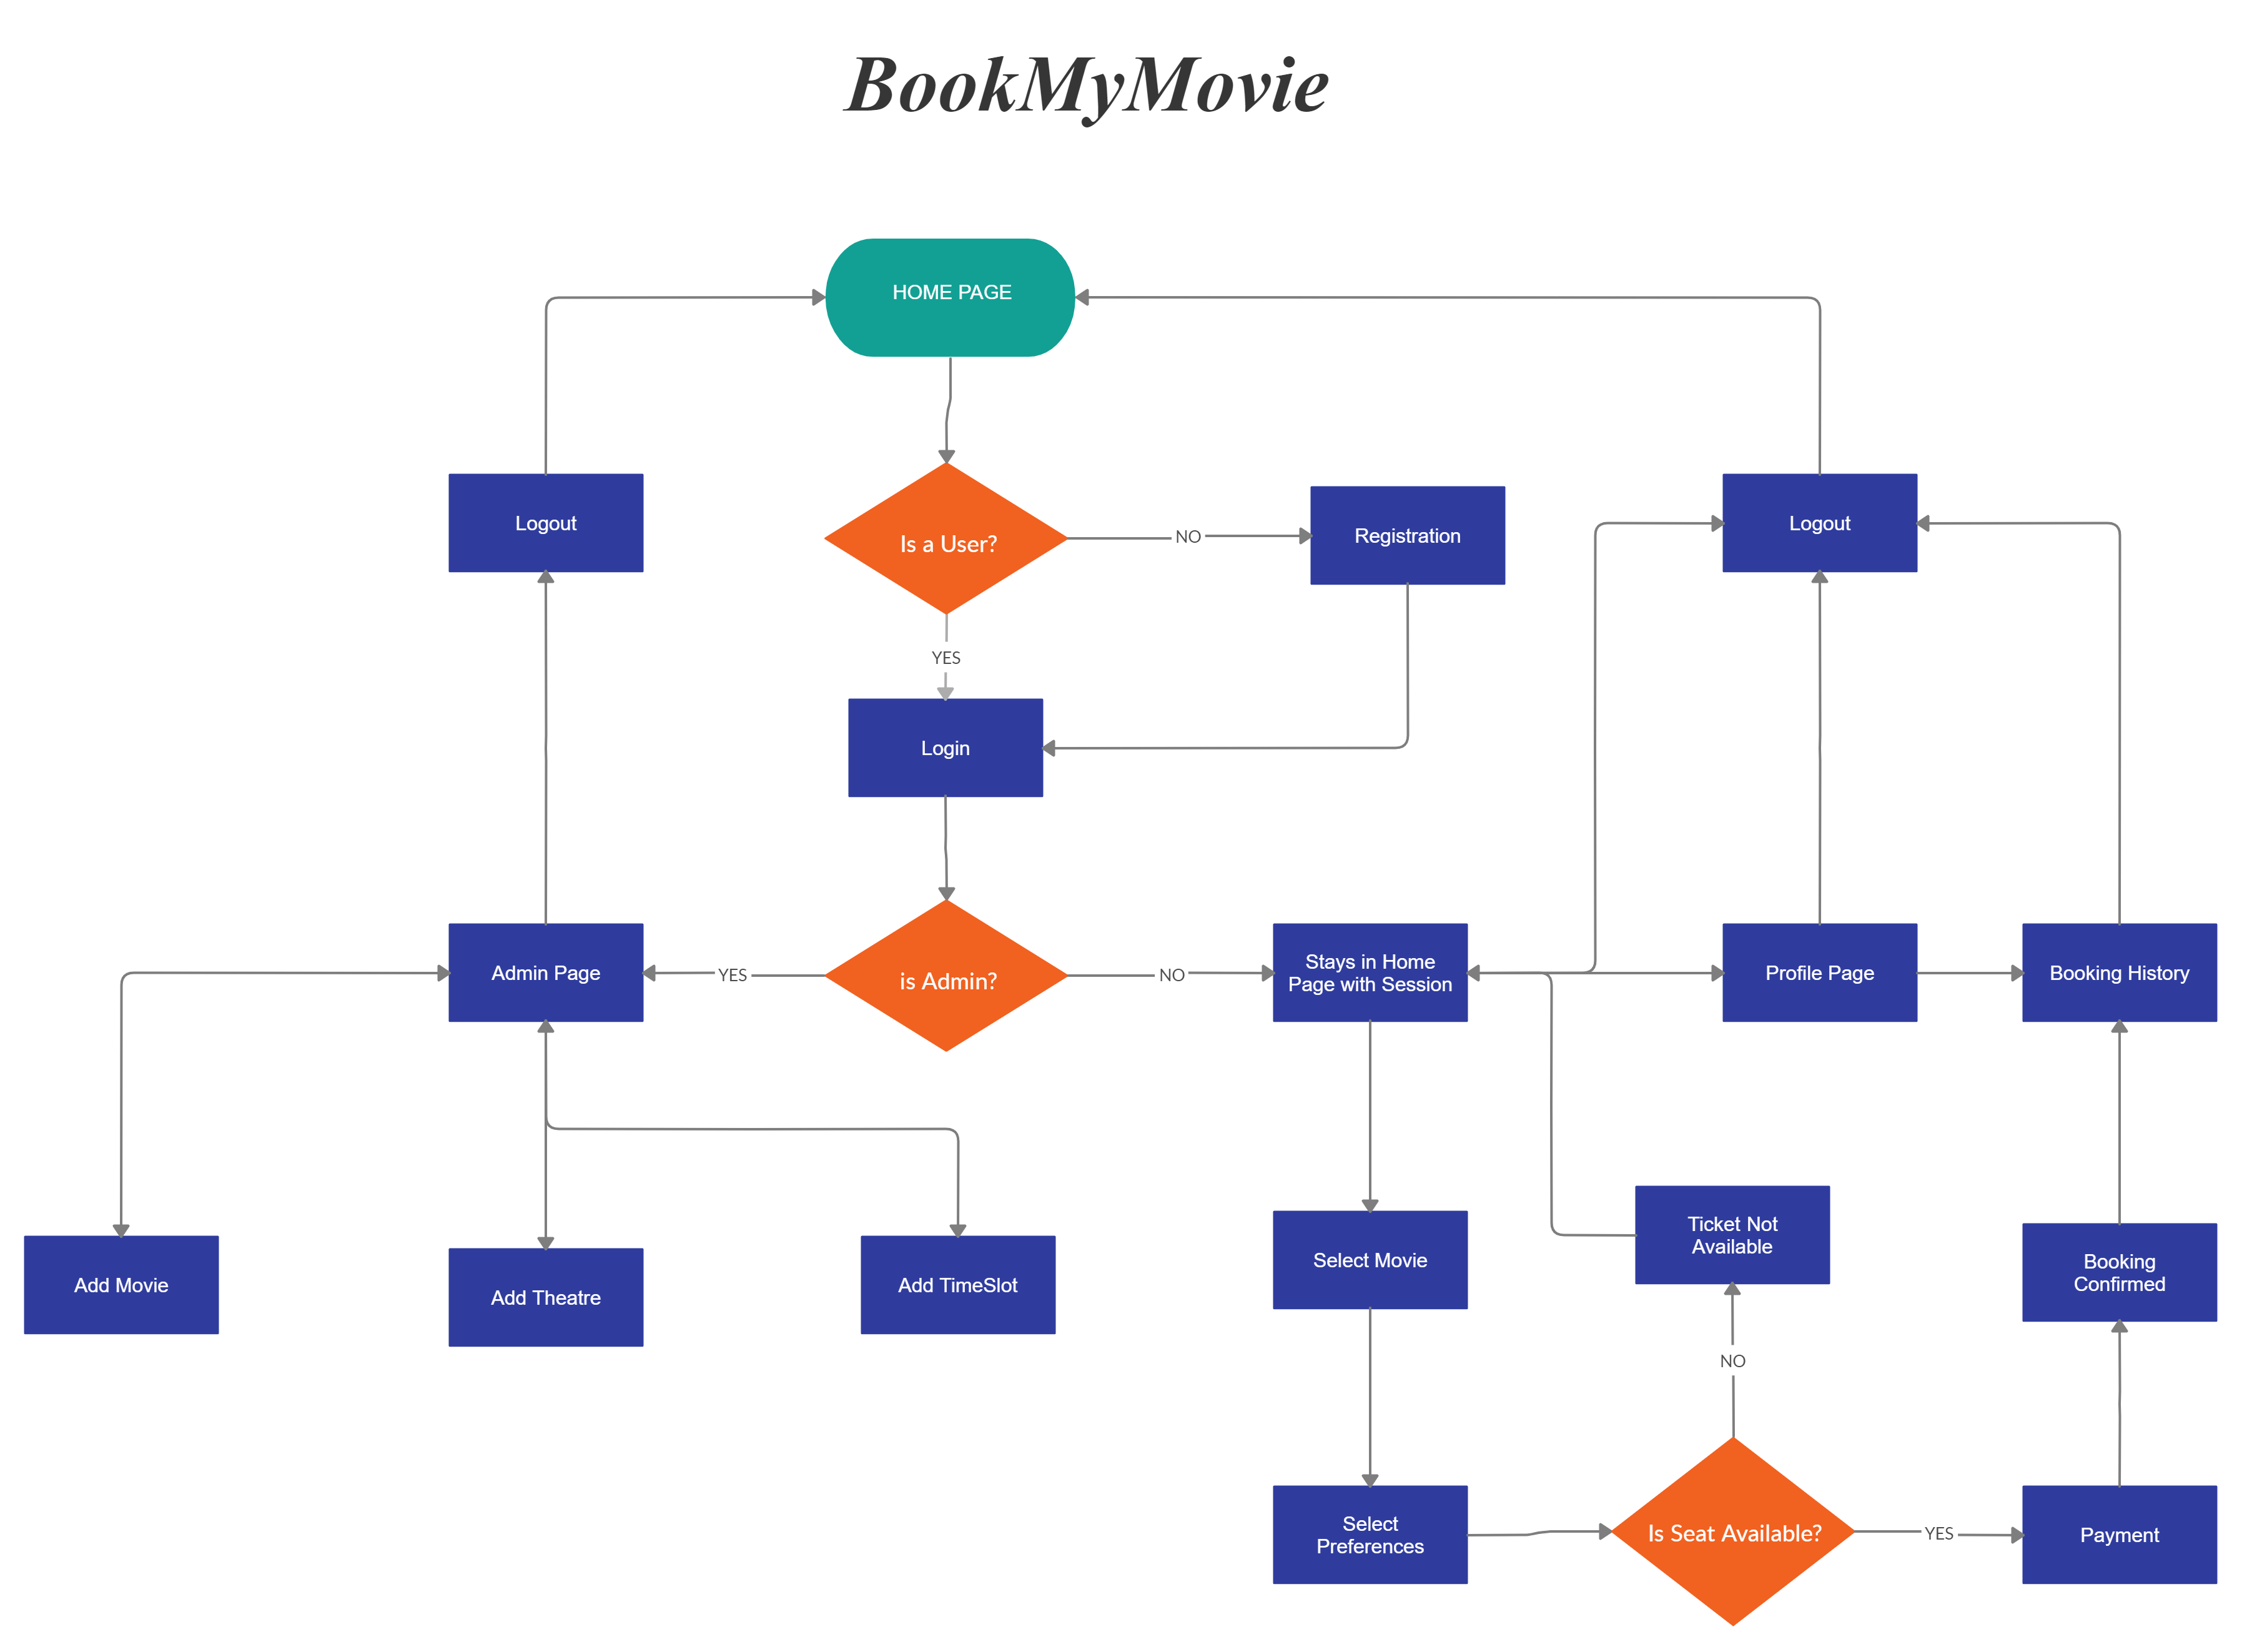 BookMyMovie
HOME PAGE
Logout
Is a User?
NO
Registration
Logout
YES
Login
Admin Page
YES
is Admin?
NO
Stays in Home
Page with Session
Profile Page
Booking History
Add Movie
Add Theatre
Add TimeSlot
Select Movie
Ticket Not
Available
Booking
Confirmed
NO
Select
Preferences
Is Seat Available?
YES
Payment